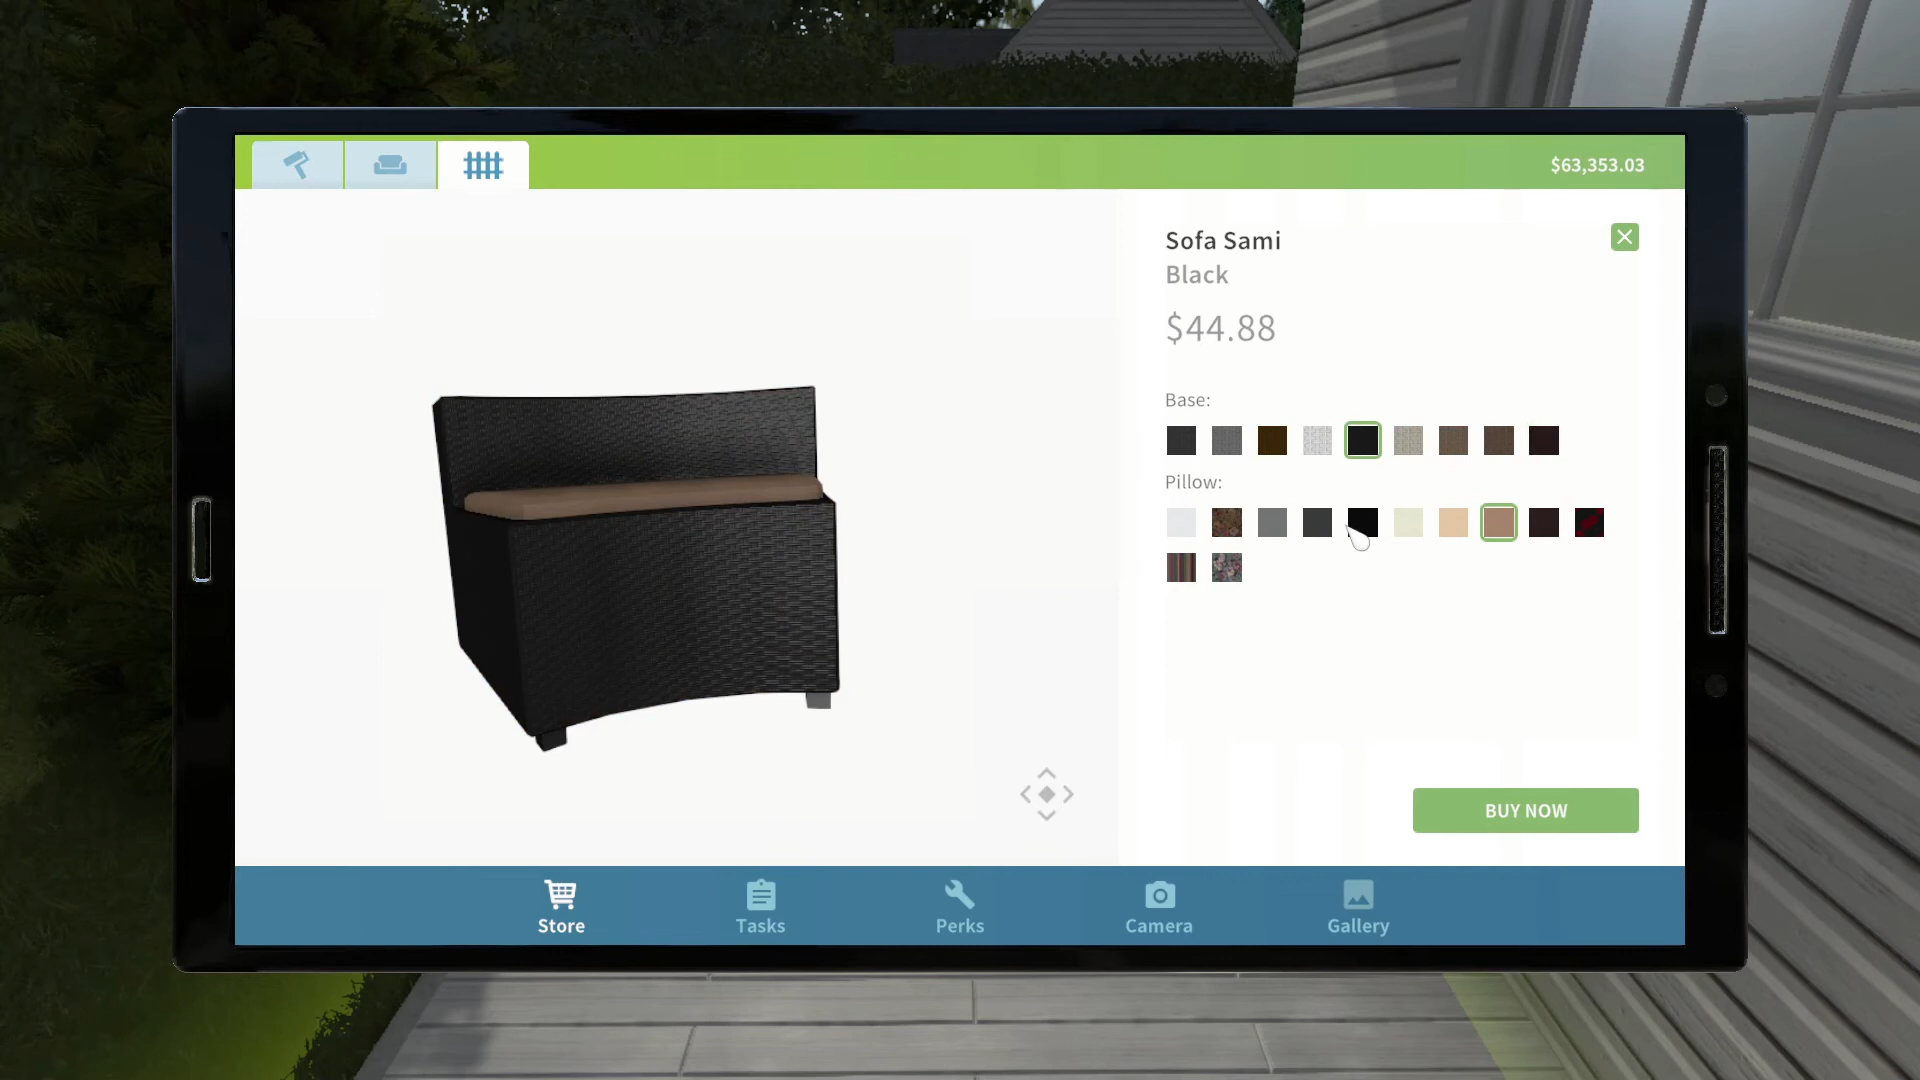 $63,353.03
Sofa Sami
Black
$44.88
Base:
Pillow:
BUY NOW
Store
Tasks
Perks
Camera
Gallery